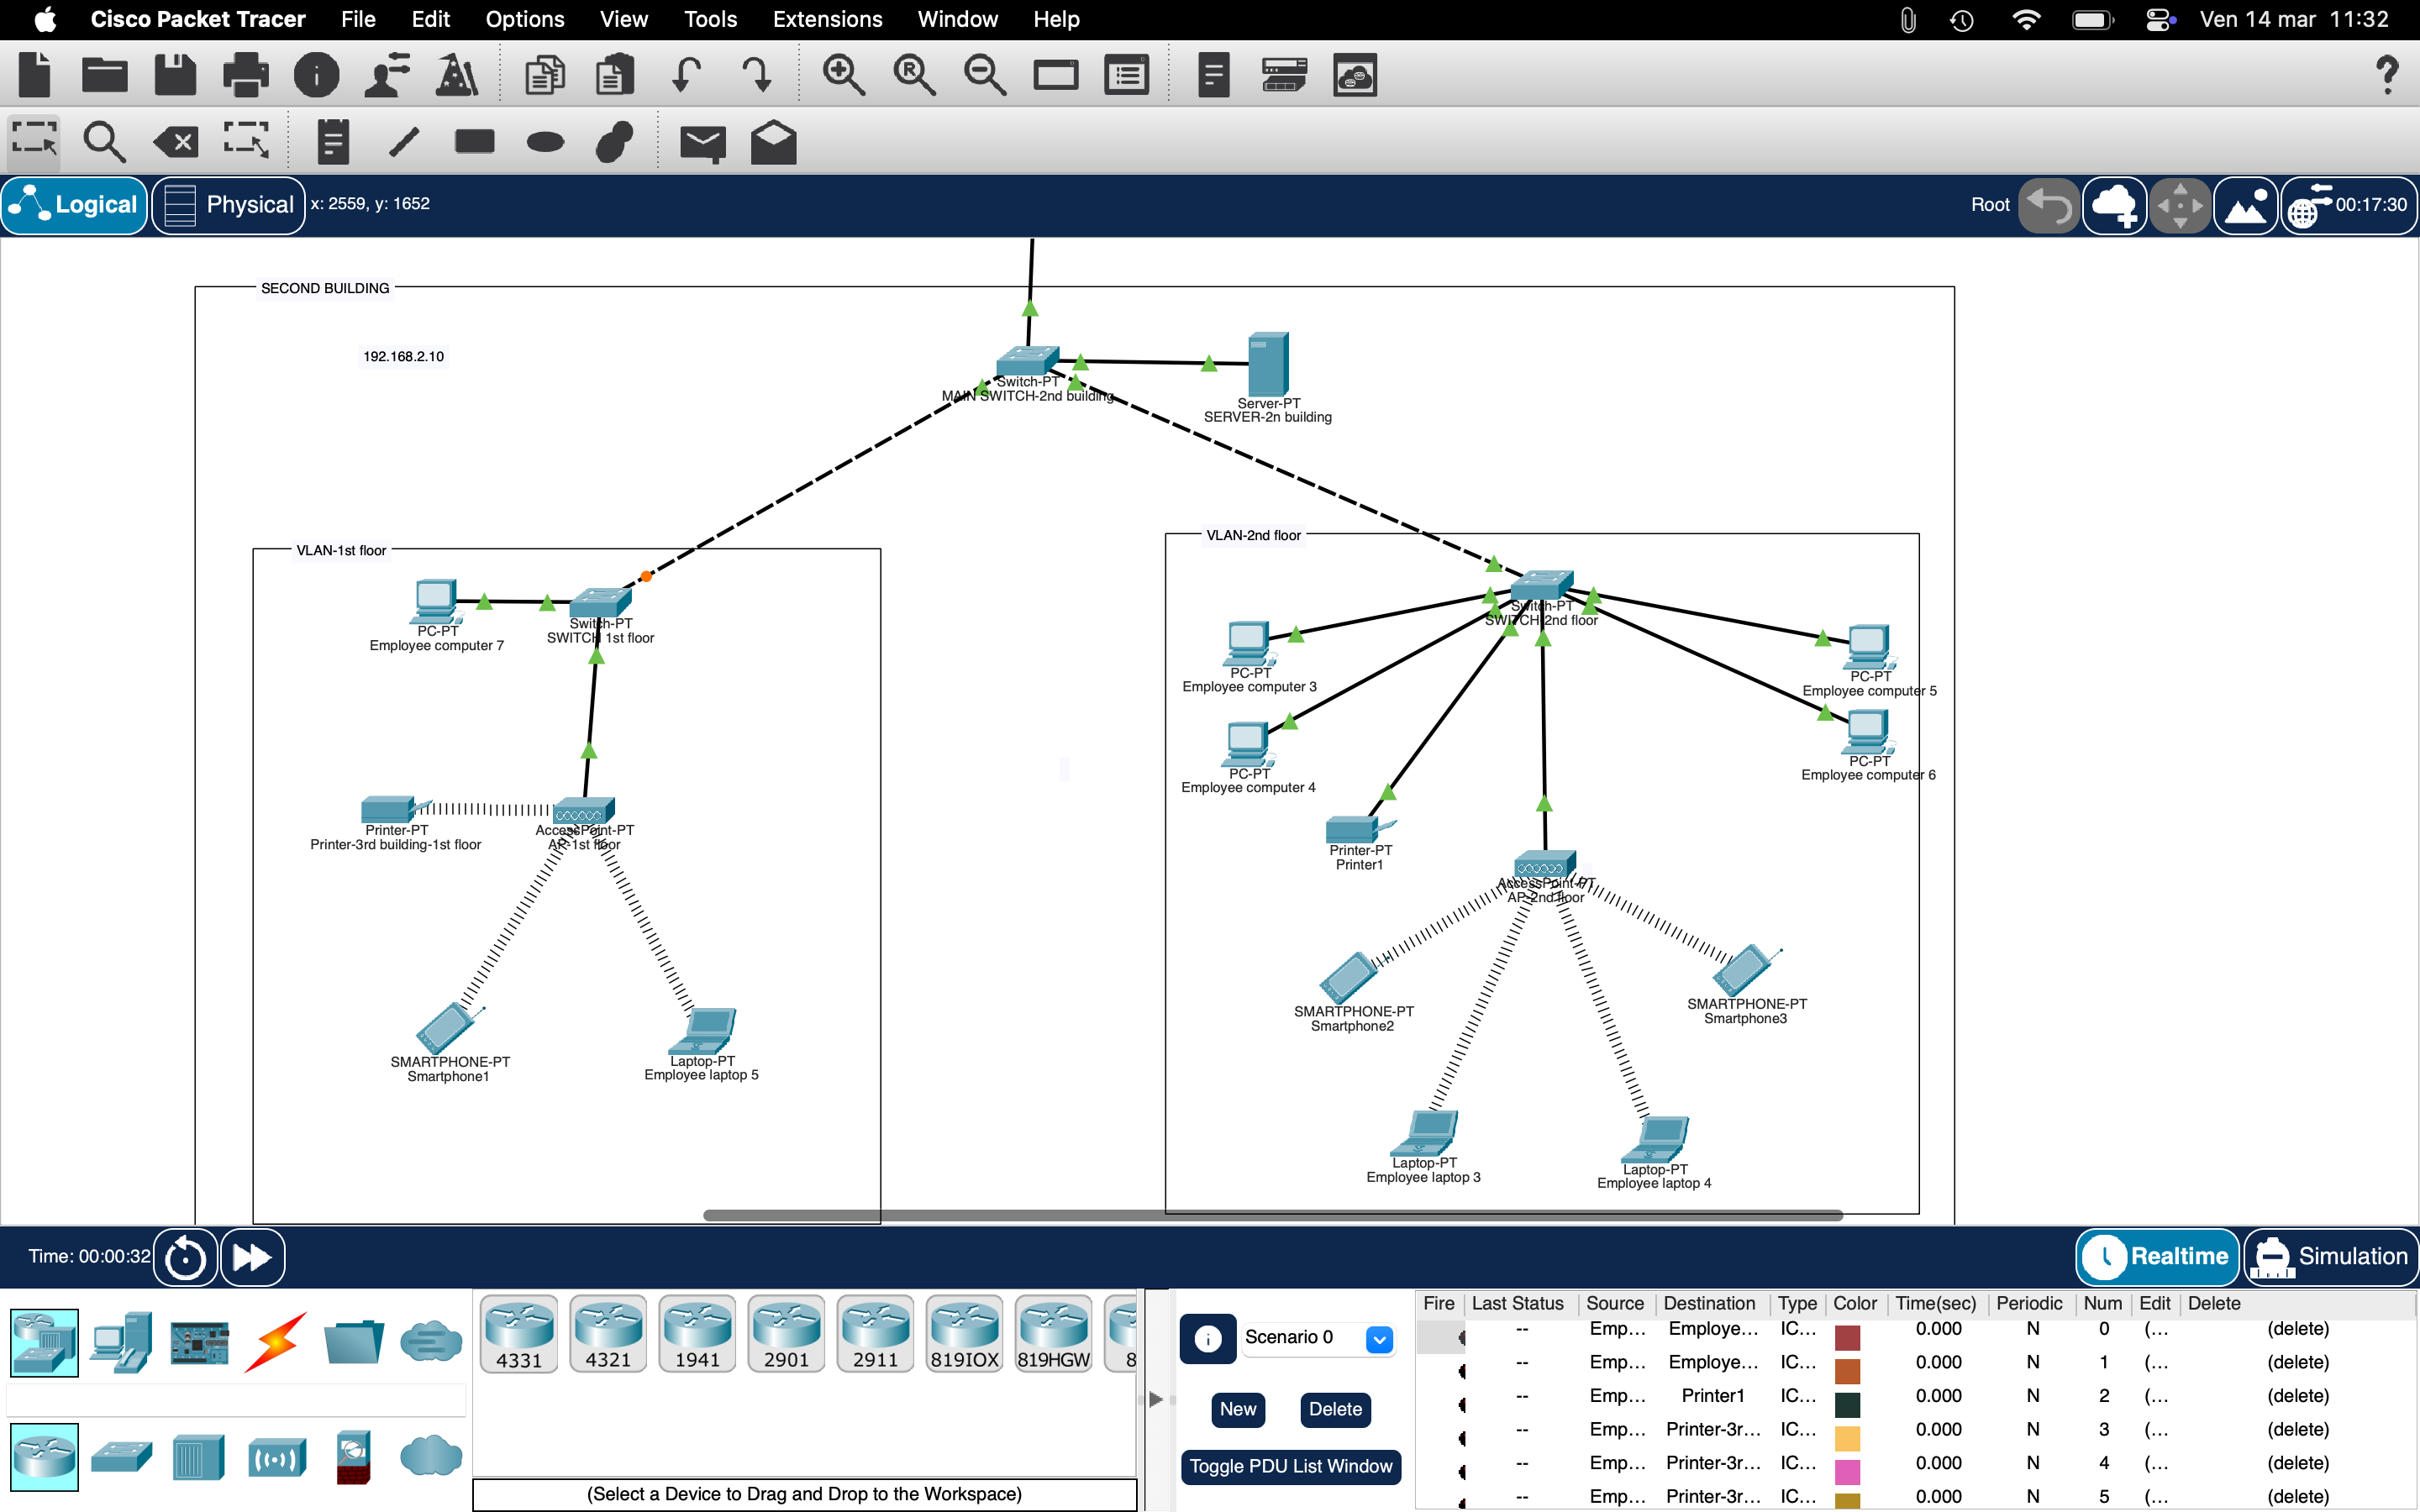 Cisco Packet Tracer File Edit Options View Tools Extensions Window Help Ven 14 mar 11:32
Logical Physical x: 2559, y: 1652 Root 00:17:30
SECOND BUILDING
192.168.2.10
Switch-PT
MAIN SWITCH-2nd building
Server-PT
SERVER-2n building
VLAN-1st floor
PC-PT
Employee computer 7
Switch-PT
SWITCH 1st floor
Printer-PT
Printer-3rd building-1st floor
AccessPoint-PT
AP-1st floor
SMARTPHONE-PT
Smartphone1
Laptop-PT
Employee laptop 5
VLAN-2nd floor
Switch-PT
SWITCH 2nd floor
PC-PT
Employee computer 3
PC-PT
Employee computer 5
PC-PT
Employee computer 4
PC-PT
Employee computer 6
Printer-PT
Printer1
AccessPoint-PT
AP-2nd floor
SMARTPHONE-PT
Smartphone2
SMARTPHONE-PT
Smartphone3
Laptop-PT
Employee laptop 3
Laptop-PT
Employee laptop 4
Time: 00:00:32 Realtime Simulation
4331 4321 1941 2901 2911 819IOX 819HGW 8
(Select a Device to Drag and Drop to the Workspace)
Scenario 0
New Delete
Toggle PDU List Window
Fire Last Status Source Destination Type Color Time(sec) Periodic Num Edit Delete
-- Emp... Employe... IC... 0.000 N 0 (... (delete)
-- Emp... Employe... IC... 0.000 N 1 (... (delete)
-- Emp... Printer1 IC... 0.000 N 2 (... (delete)
-- Emp... Printer-3r... IC... 0.000 N 3 (... (delete)
-- Emp... Printer-3r... IC... 0.000 N 4 (... (delete)
-- Emp... Printer-3r... IC... 0.000 N 5 (... (delete)